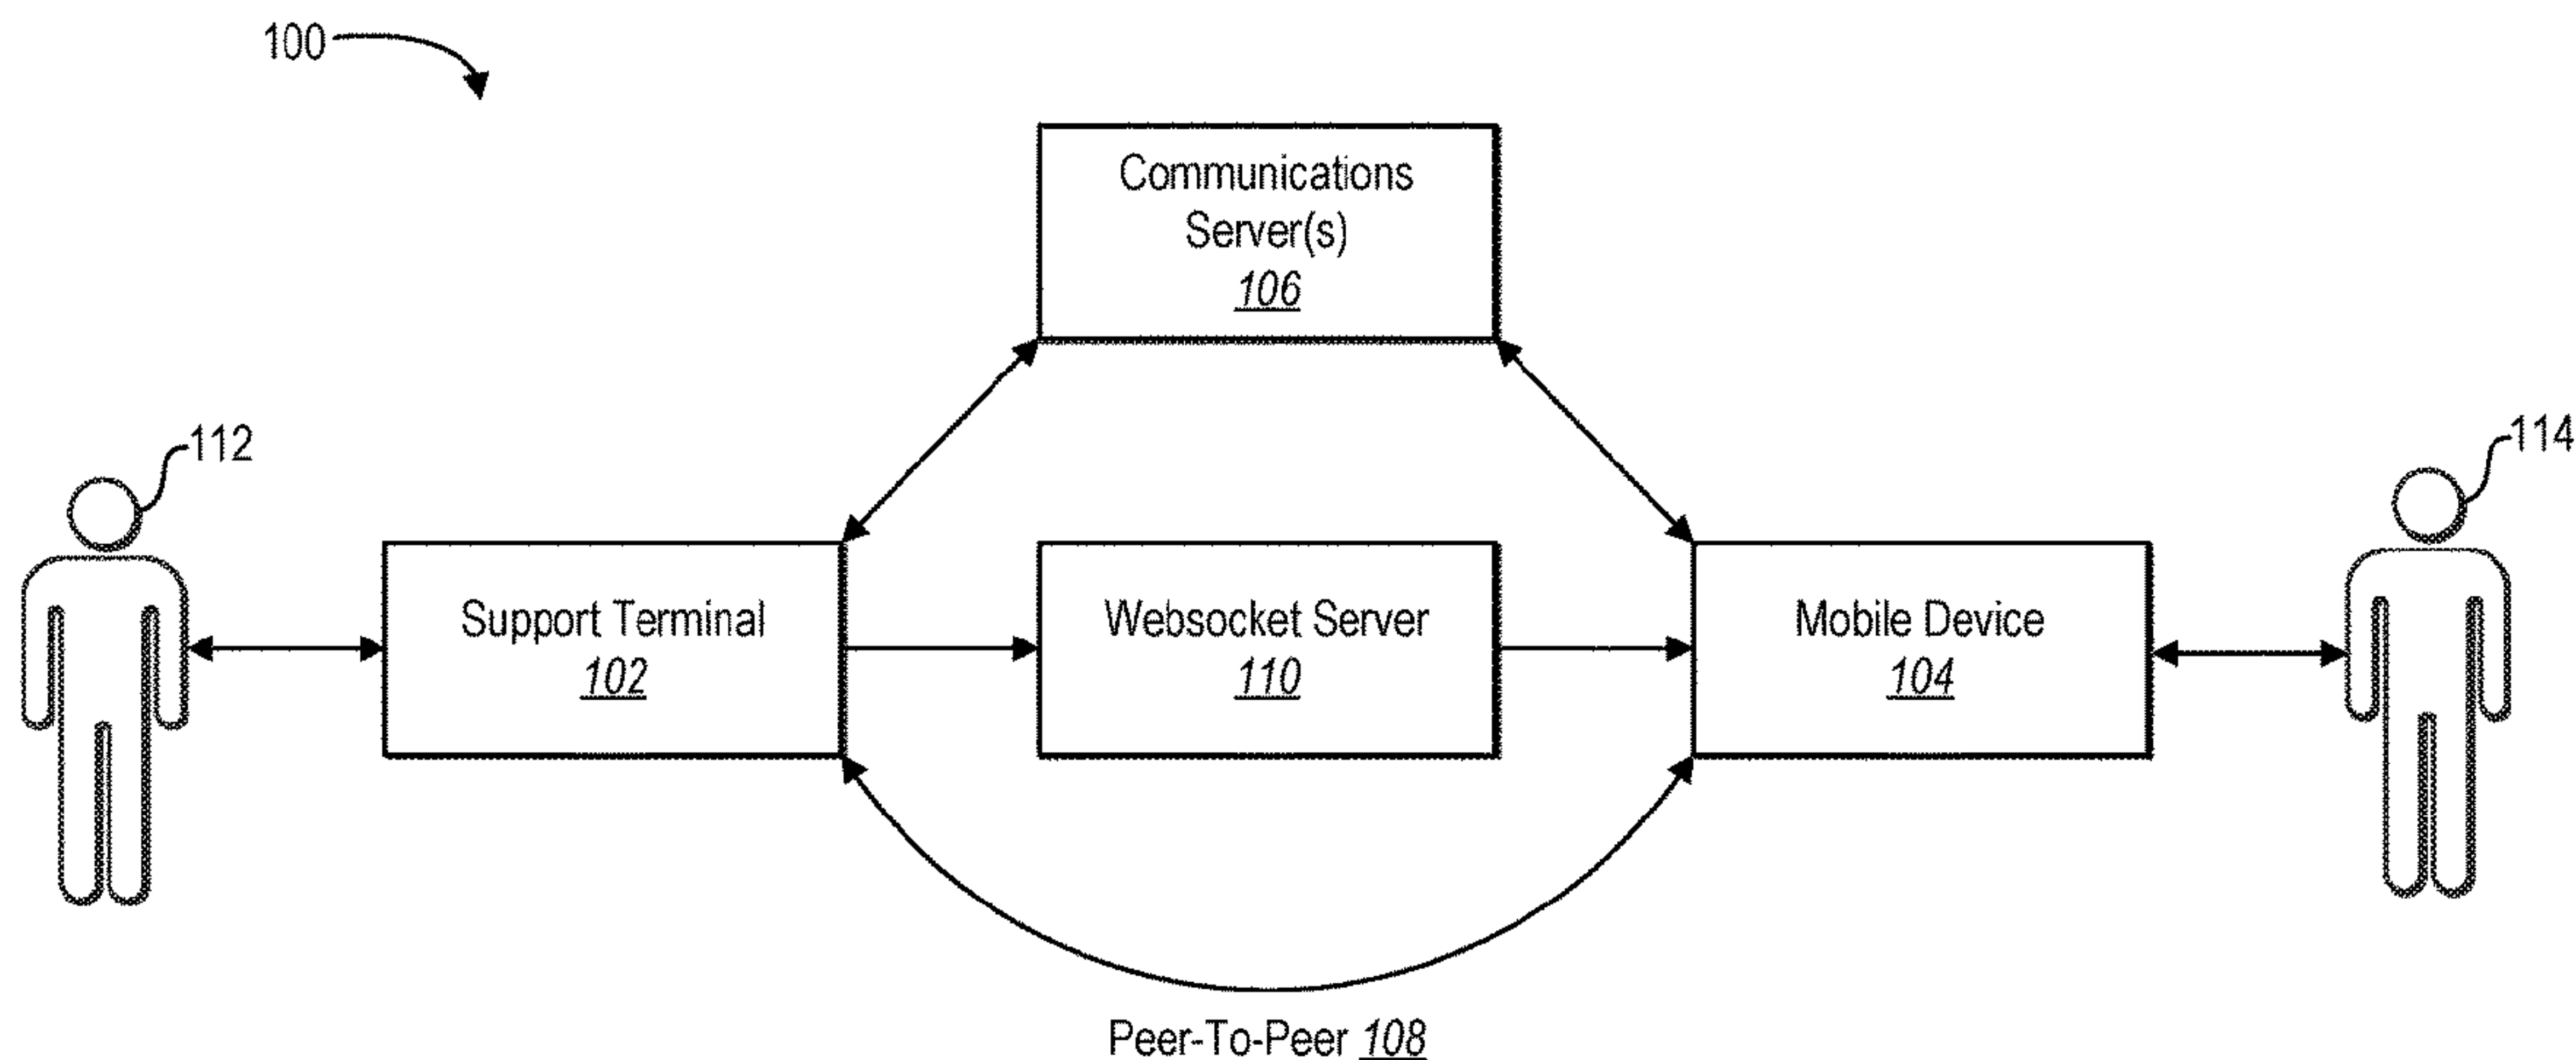 100
Communications
Server(s)
106
112
114
Support Terminal
102
Websocket Server
110
Mobile Device
104
Peer-To-Peer 108